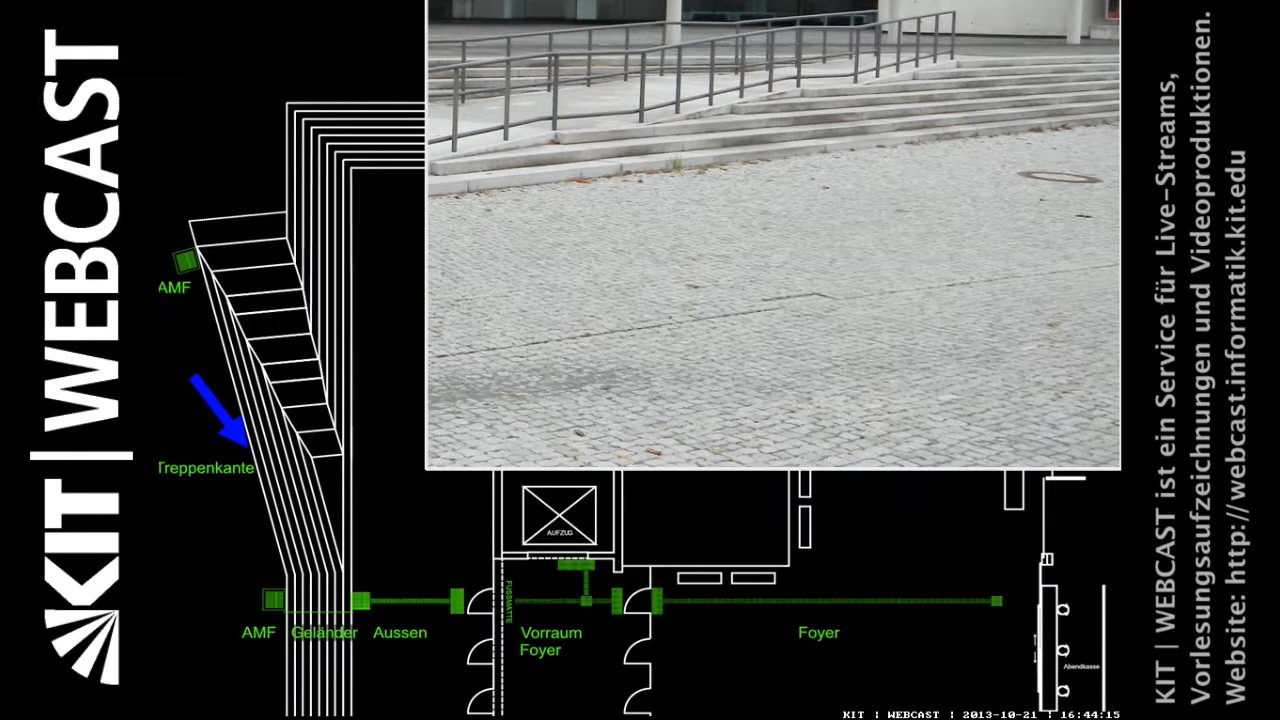 KIT | WEBCAST
AMF
Treppenkante
AUFZUG
FUSSMATTE
AMF
Geländer
Aussen
Vorraum
Foyer
Foyer
Abendkasse
KIT | WEBCAST ist ein Service für Live-Streams,
Vorlesungsaufzeichnungen und Videoproduktionen.
Website: http://webcast.informatik.kit.edu
KIT ¦ WEBCAST ¦ 2013-10-21 ¦ 16:44:15